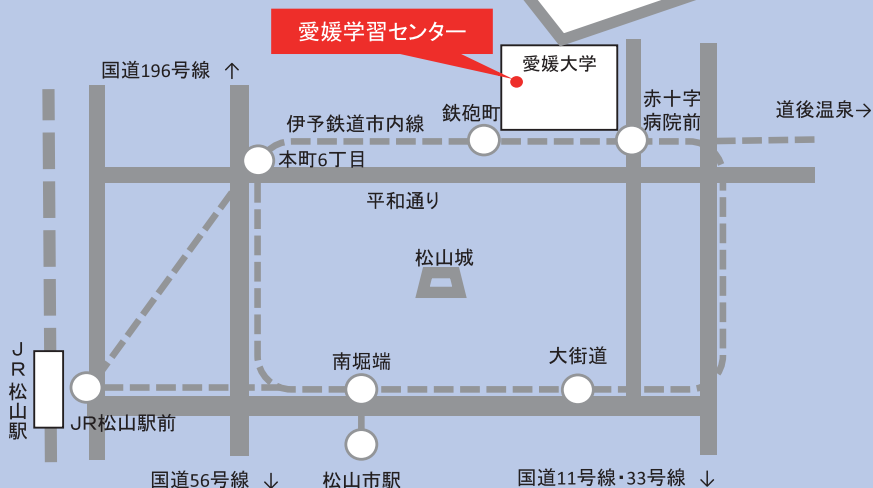 愛媛学習センター
愛媛大学
国道196号線 ↑
鉄砲町
赤十字
病院前
道後温泉→
伊予鉄道市内線
本町6丁目
平和通り
松山城
JR松山駅
南堀端
大街道
JR松山駅前
国道56号線 ↓
松山市駅
国道11号線・33号線 ↓